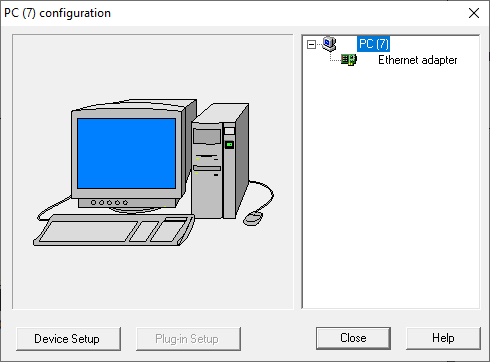 PC (7) configuration
PC (7)
Ethernet adapter
Device Setup
Plug-in Setup
Close
Help